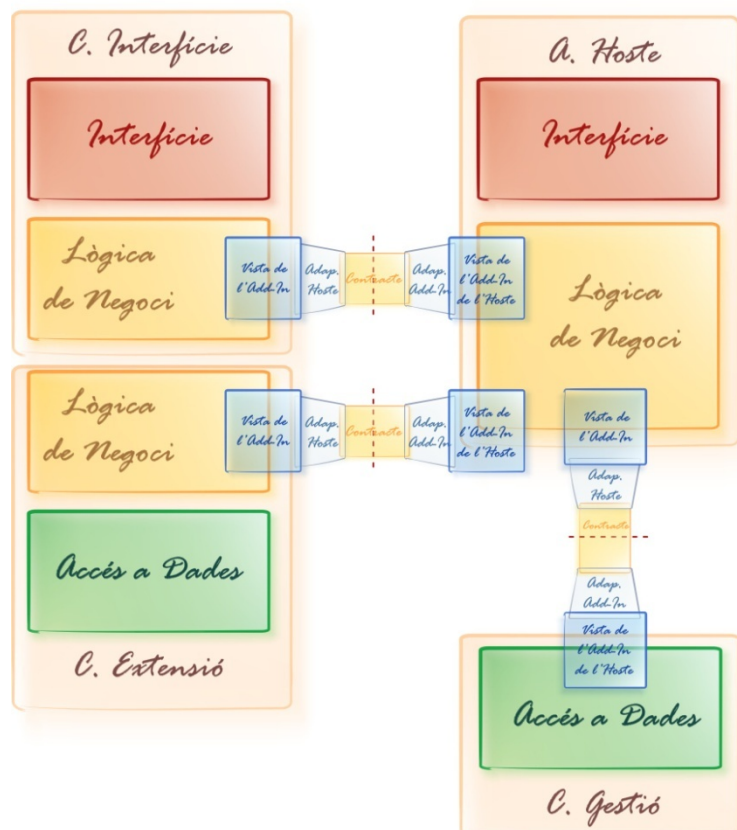 C. Interfície
Interfície
Lògica
de Negoci
Vista de
l'Add-In
Adap.
Hoste
Contraste
Adap.
Add-In
Vista de
l'Add-In
de l'Hoste
A. Hoste
Interfície
Lògica
de Negoci
Lògica
de Negoci
Vista de
l'Add-In
Adap.
Hoste
Contraste
Adap.
Add-In
Vista de
l'Add-In
de l'Hoste
Accés a Dades
C. Extensió
Vista de
l'Add-In
Adap.
Hoste
Contraste
Adap.
Add-In
Vista de
l'Add-In
de l'Hoste
Accés a Dades
C. Gestió